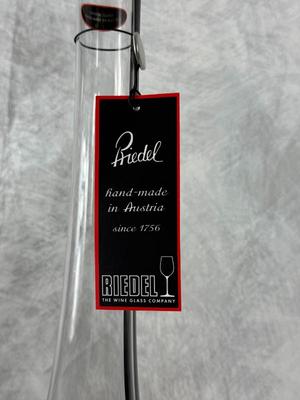 Riedel
hand-made
in Austria
since 1756
RIEDEL
THE WINE GLASS COMPANY